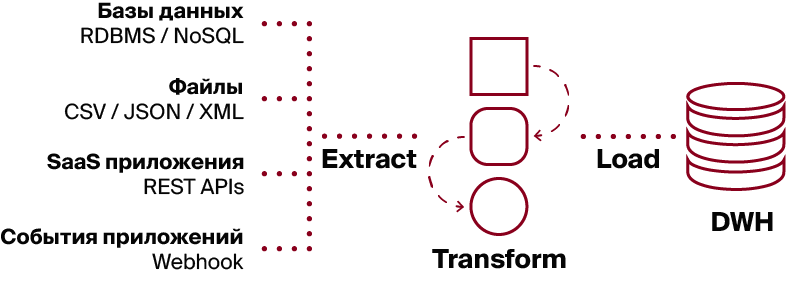 Базы данных
RDBMS / NoSQL
Файлы
CSV / JSON / XML
SaaS приложения
REST APIs
События приложений
Webhook
Extract
Transform
Load
DWH